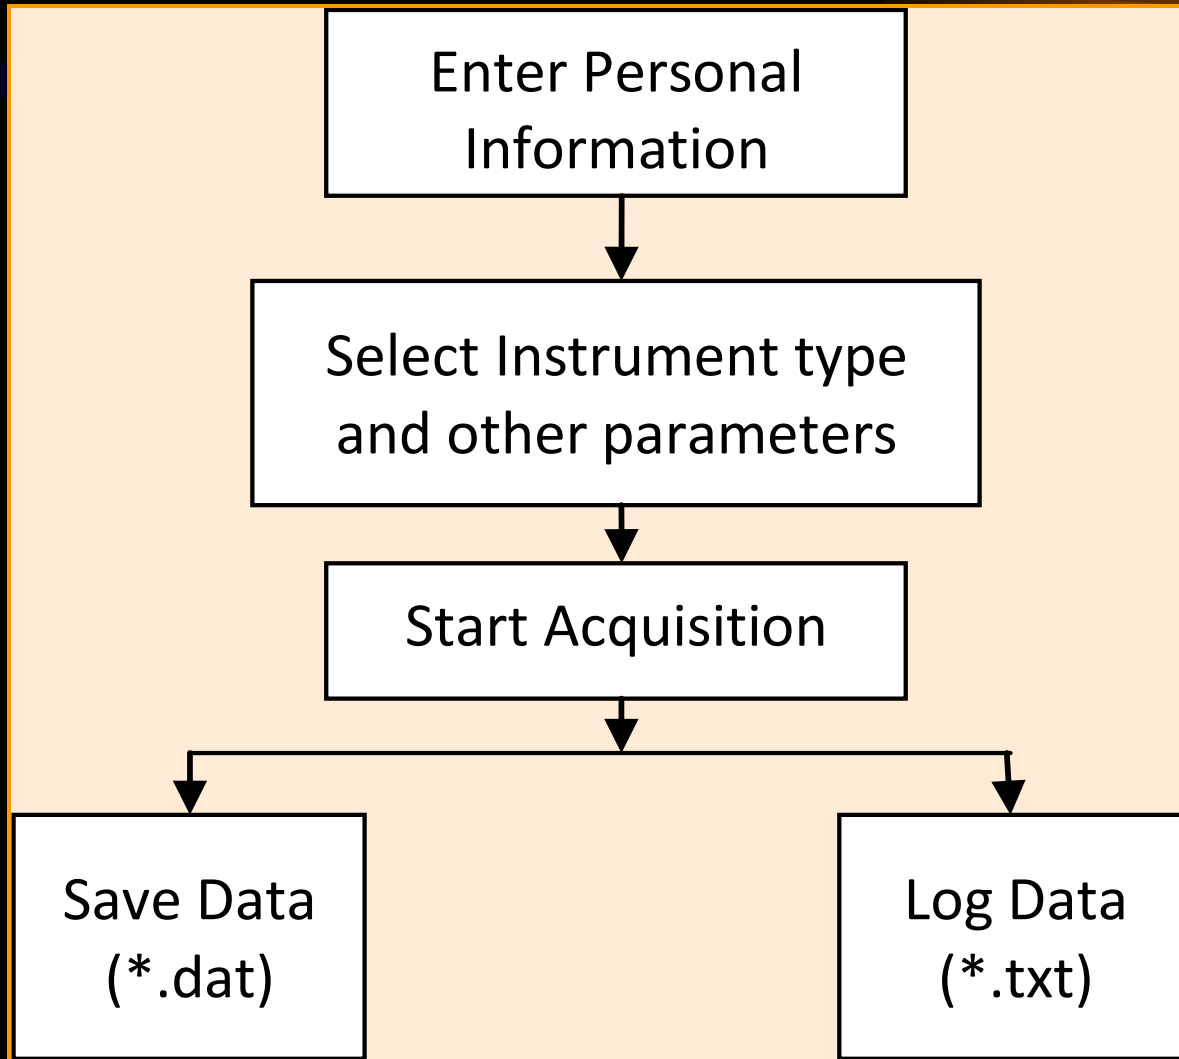 Enter Personal
Information
Select Instrument type
and other parameters
Start Acquisition
Save Data
(*.dat)
Log Data
(*.txt)